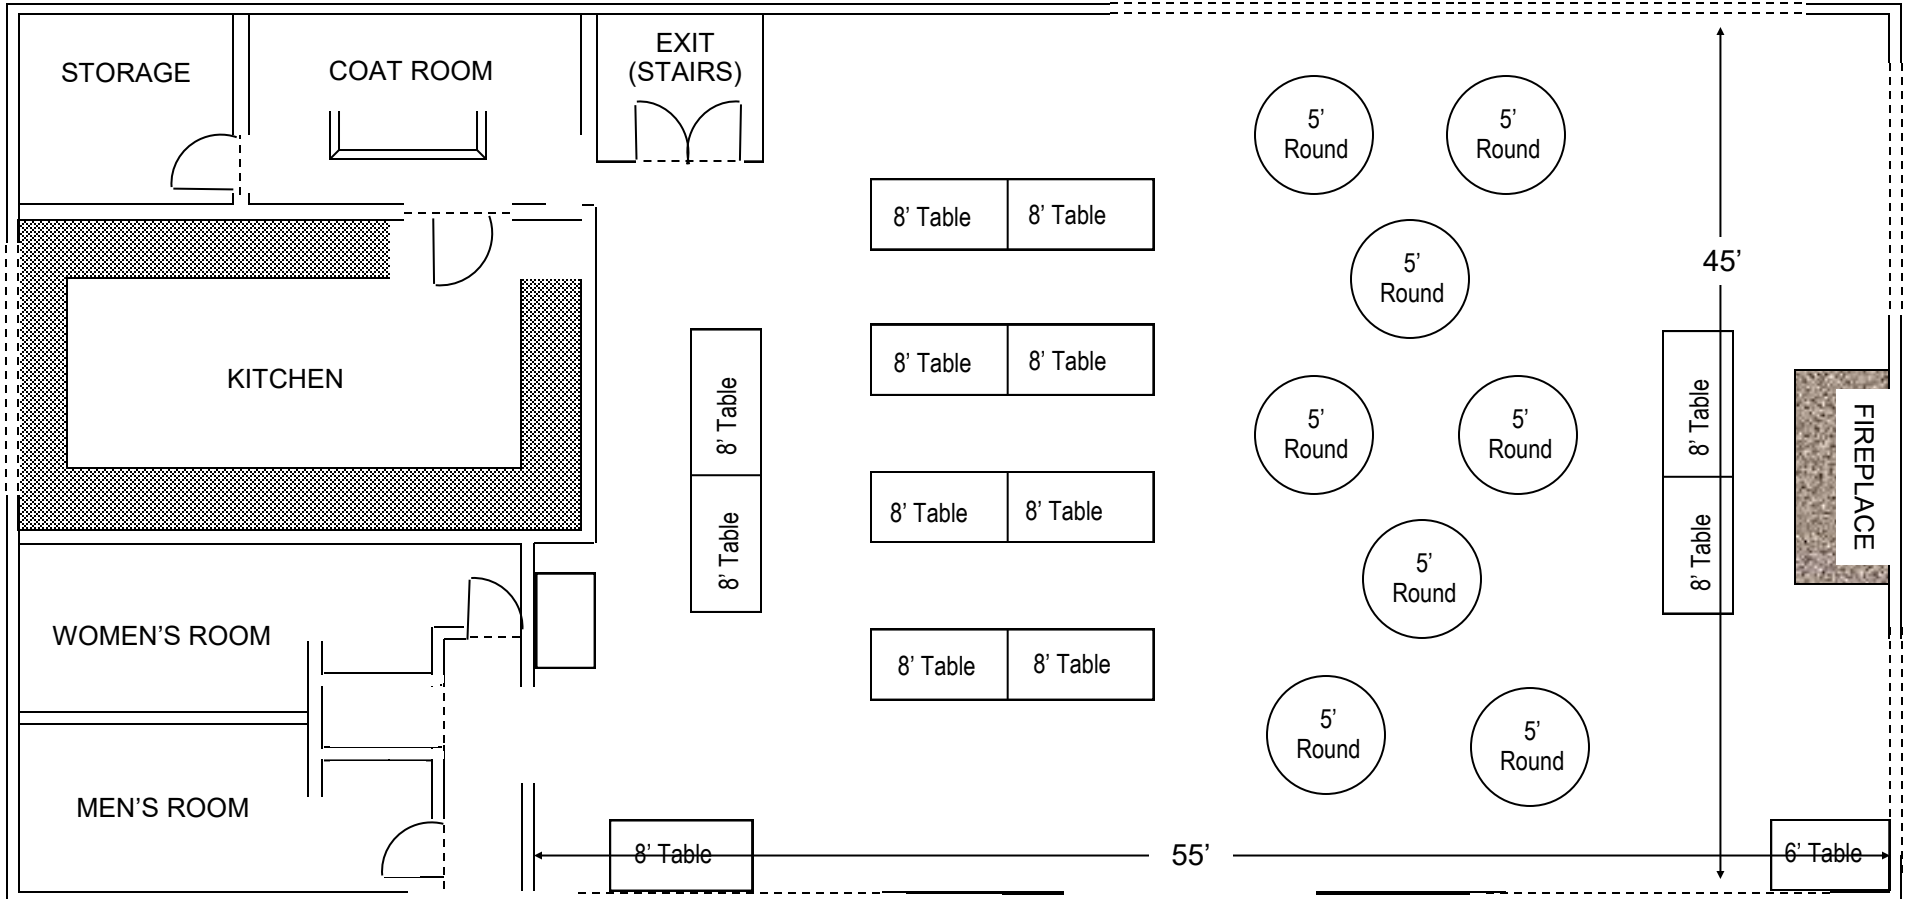 STORAGE
COAT ROOM
EXIT
(STAIRS)
5’
Round
5’
Round
8’ Table
8’ Table
5’
Round
45’
8’ Table
8’ Table
KITCHEN
8’ Table
8’ Table
5’
Round
5’
Round
8’ Table
8’ Table
FIREPLACE
8’ Table
8’ Table
5’
Round
WOMEN’S ROOM
8’ Table
8’ Table
5’
Round
5’
Round
MEN’S ROOM
8’ Table
55’
6’ Table